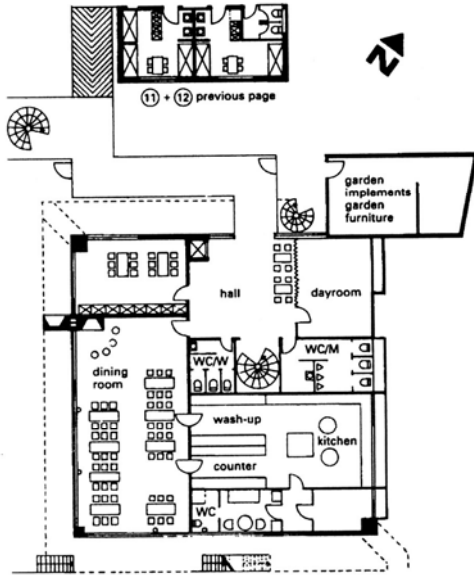 N
11 + 12 previous page
garden
implements
garden
furniture
hall
dayroom
WC/W
WC/M
dining
room
wash-up
kitchen
counter
WC